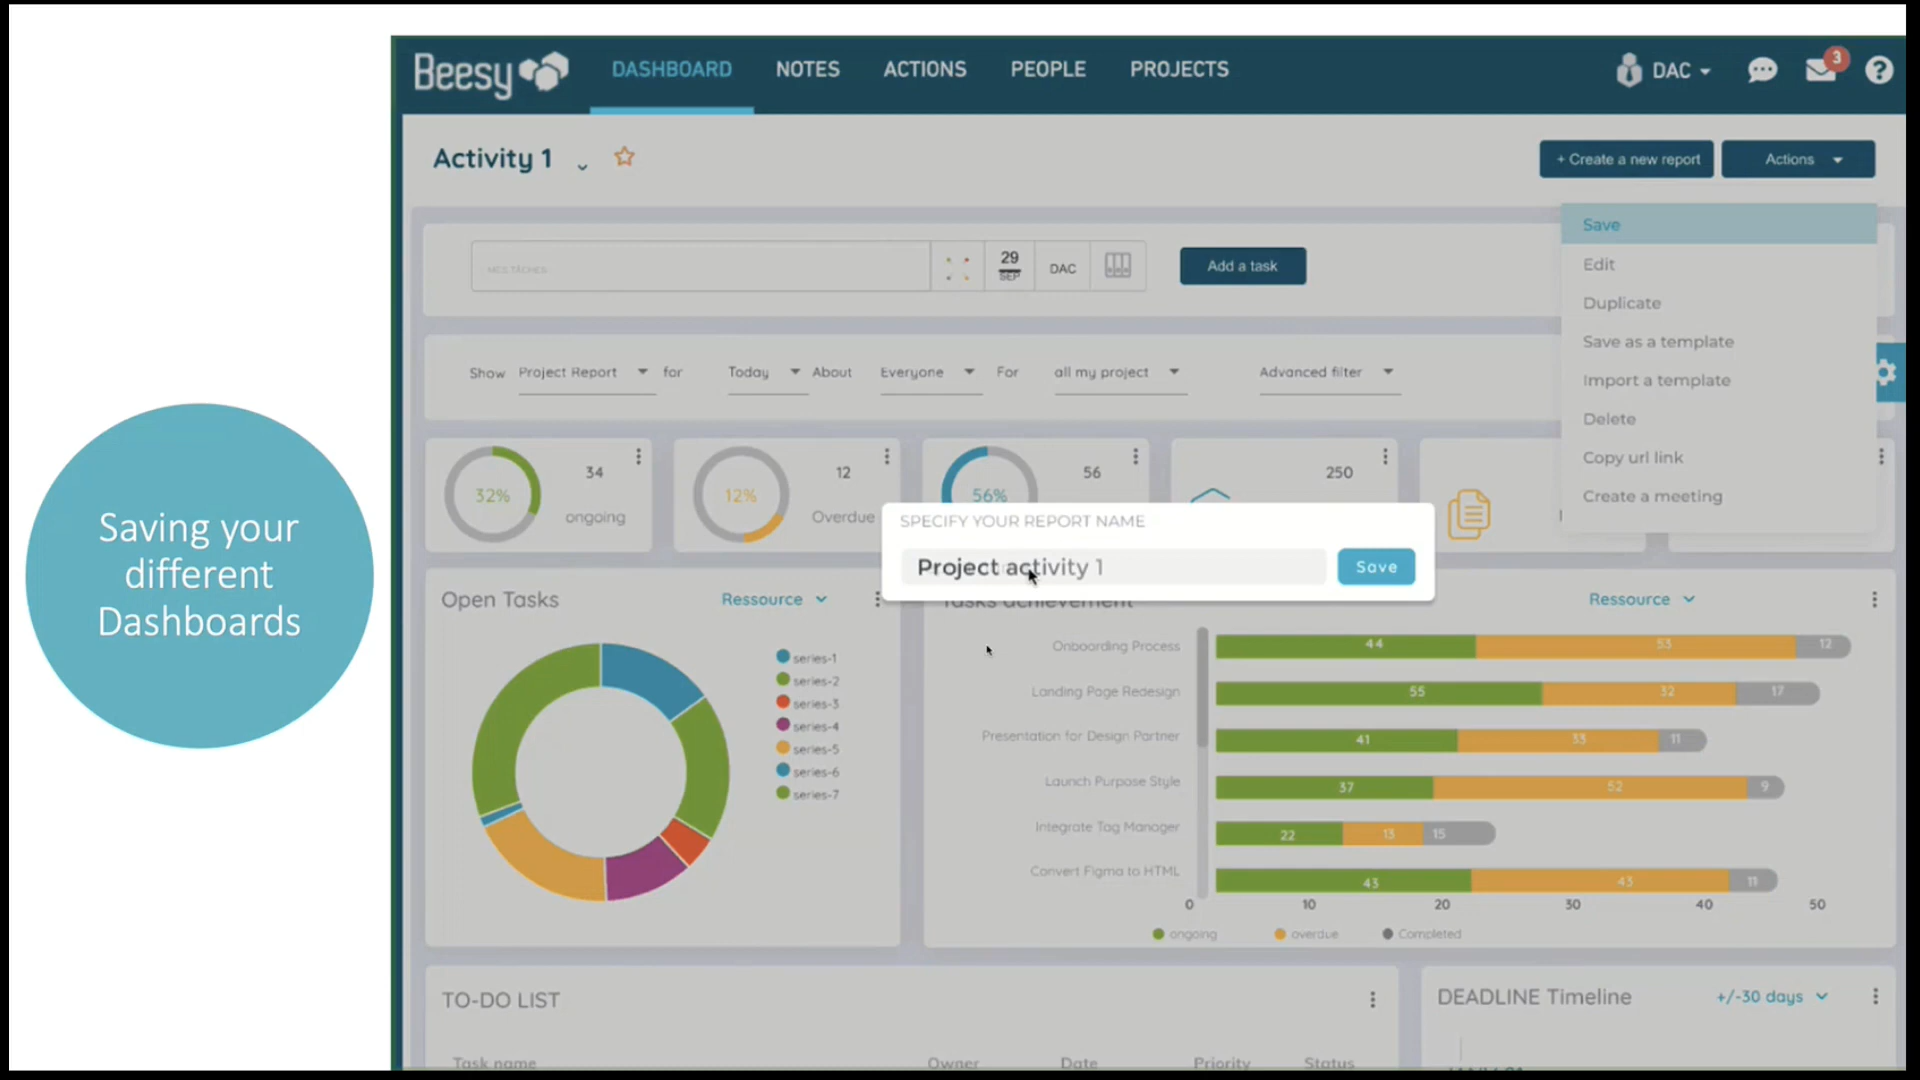 Saving your
different
Dashboards
Beesy
DASHBOARD NOTES ACTIONS PEOPLE PROJECTS
DAC
3
?
Activity 1
+ Create a new report
Actions
MES TÂCHES
29
SEP
DAC
Add a task
Save
Edit
Duplicate
Save as a template
Import a template
Delete
Copy url link
Create a meeting
Show Project Report for Today About Everyone For all my project Advanced filter
32%
34
ongoing
12%
12
Overdue
56%
56
250
SPECIFY YOUR REPORT NAME
Project activity 1
Save
Open Tasks
Ressource
series-1
series-2
series-3
series-4
series-5
series-6
series-7
Tasks achievement
Ressource
Onboarding Process 44 53 12
Landing Page Redesign 55 32 17
Presentation for Design Partner 41 33 11
Launch Purpose Style 37 52 9
Integrate Tag Manager 22 13 15
Convert Figma to HTML 43 43 11
0 10 20 30 40 50
ongoing overdue Completed
TO-DO LIST
Task name Owner Date Priority Status
DEADLINE Timeline
+/-30 days